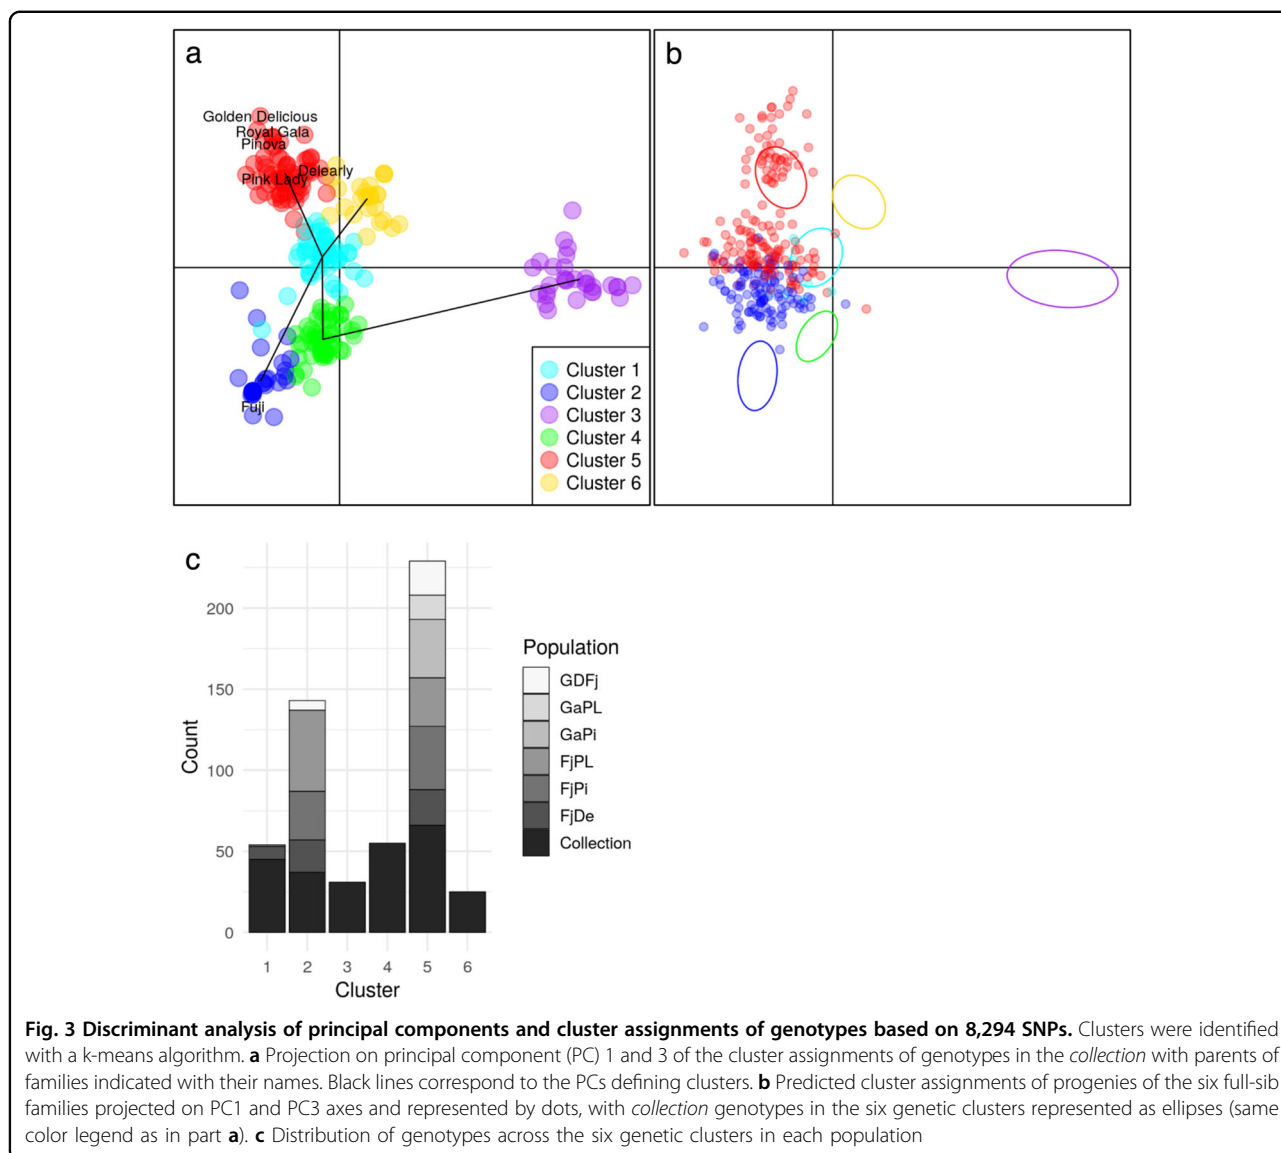 a
Golden Delicious
Royal Gala
Pinova
Delearly
Pink Lady
Fuji
Cluster 1
Cluster 2
Cluster 3
Cluster 4
Cluster 5
Cluster 6
b
c
Count
200
150
100
50
0
1 2 3 4 5 6
Cluster
Population
GDFj
GaPL
GaPi
FjPL
FjPi
FjDe
Collection
Fig. 3 Discriminant analysis of principal components and cluster assignments of genotypes based on 8,294 SNPs. Clusters were identified
with a k-means algorithm. a Projection on principal component (PC) 1 and 3 of the cluster assignments of genotypes in the collection with parents of
families indicated with their names. Black lines correspond to the PCs defining clusters. b Predicted cluster assignments of progenies of the six full-sib
families projected on PC1 and PC3 axes and represented by dots, with collection genotypes in the six genetic clusters represented as ellipses (same
color legend as in part a). c Distribution of genotypes across the six genetic clusters in each population